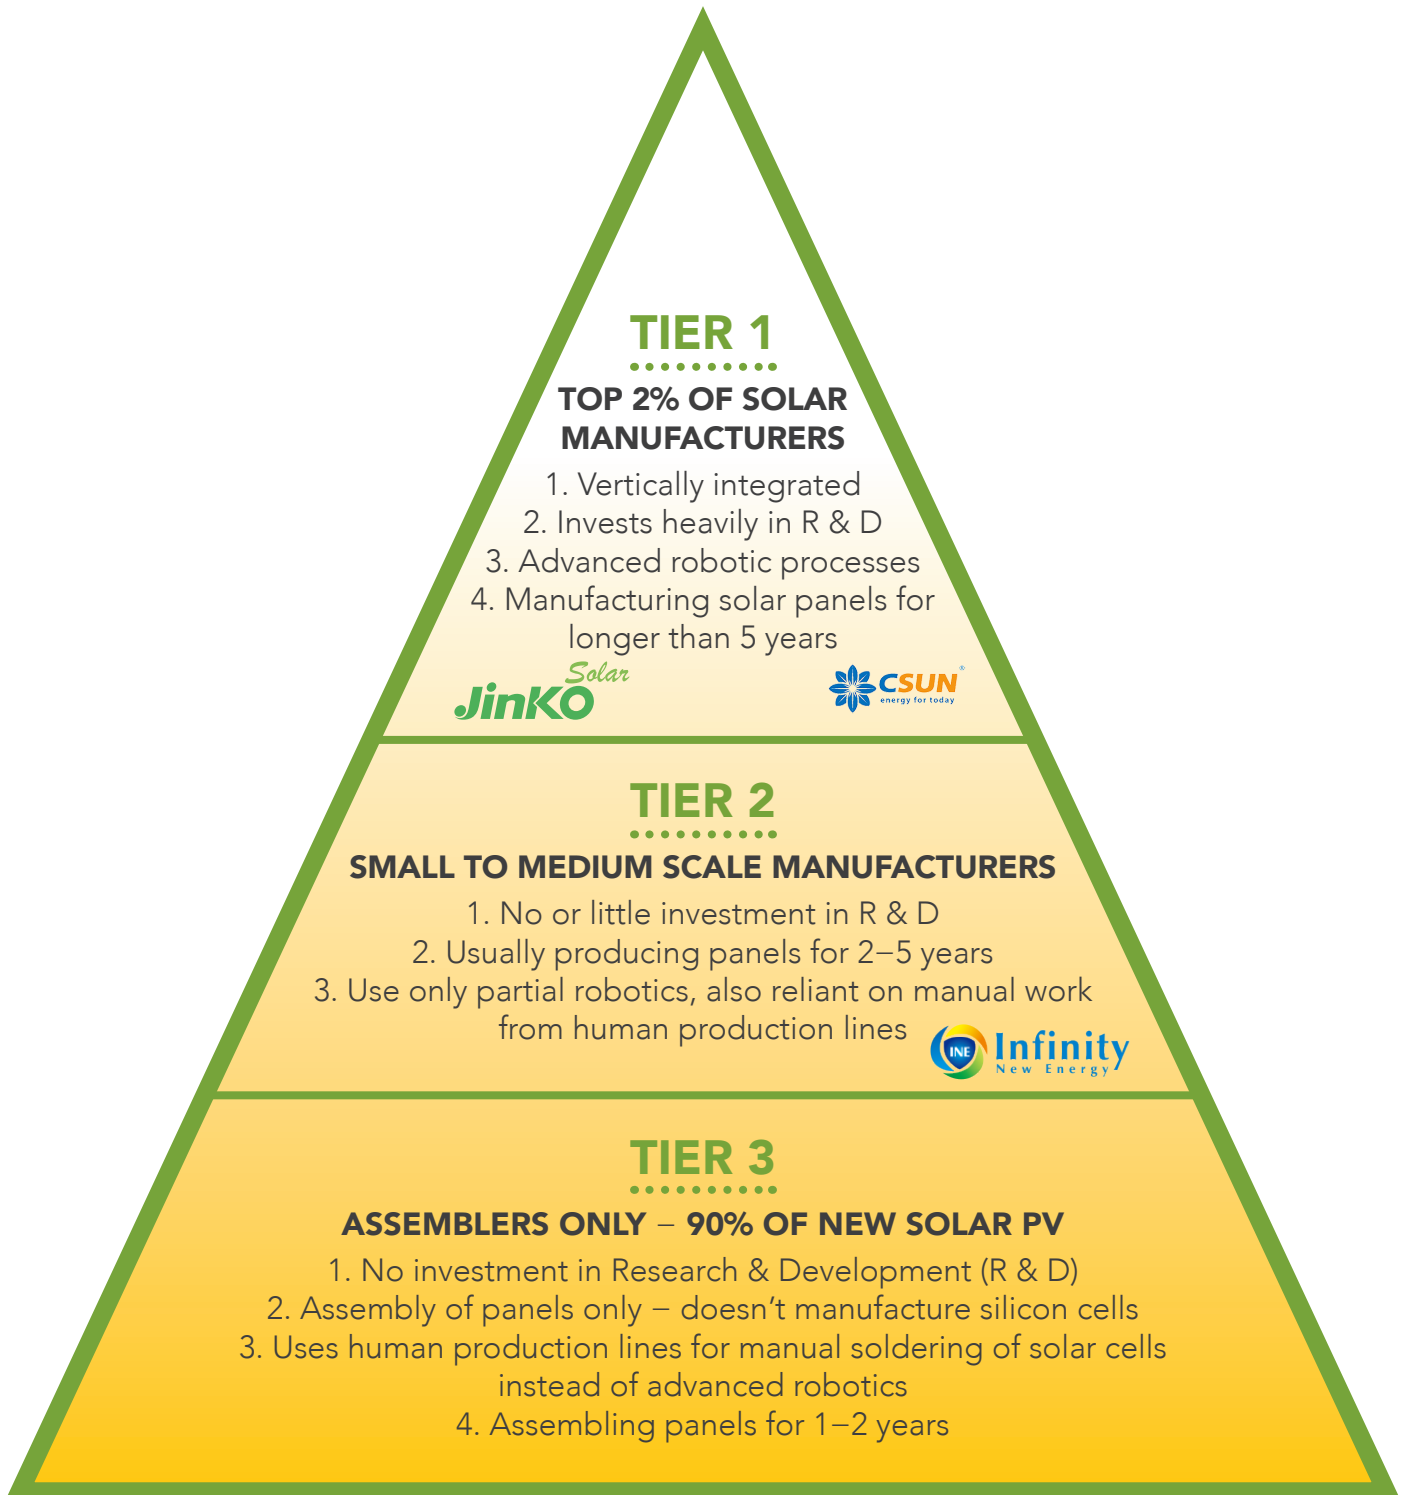 TIER 1
TOP 2% OF SOLAR
MANUFACTURERS
1. Vertically integrated
2. Invests heavily in R & D
3. Advanced robotic processes
4. Manufacturing solar panels for
longer than 5 years
Solar
JinKO
CSUN®
energy for today
TIER 2
SMALL TO MEDIUM SCALE MANUFACTURERS
1. No or little investment in R & D
2. Usually producing panels for 2–5 years
3. Use only partial robotics, also reliant on manual work
from human production lines
INE
Infinity
New Energy
TIER 3
ASSEMBLERS ONLY – 90% OF NEW SOLAR PV
1. No investment in Research & Development (R & D)
2. Assembly of panels only – doesn’t manufacture silicon cells
3. Uses human production lines for manual soldering of solar cells
instead of advanced robotics
4. Assembling panels for 1–2 years